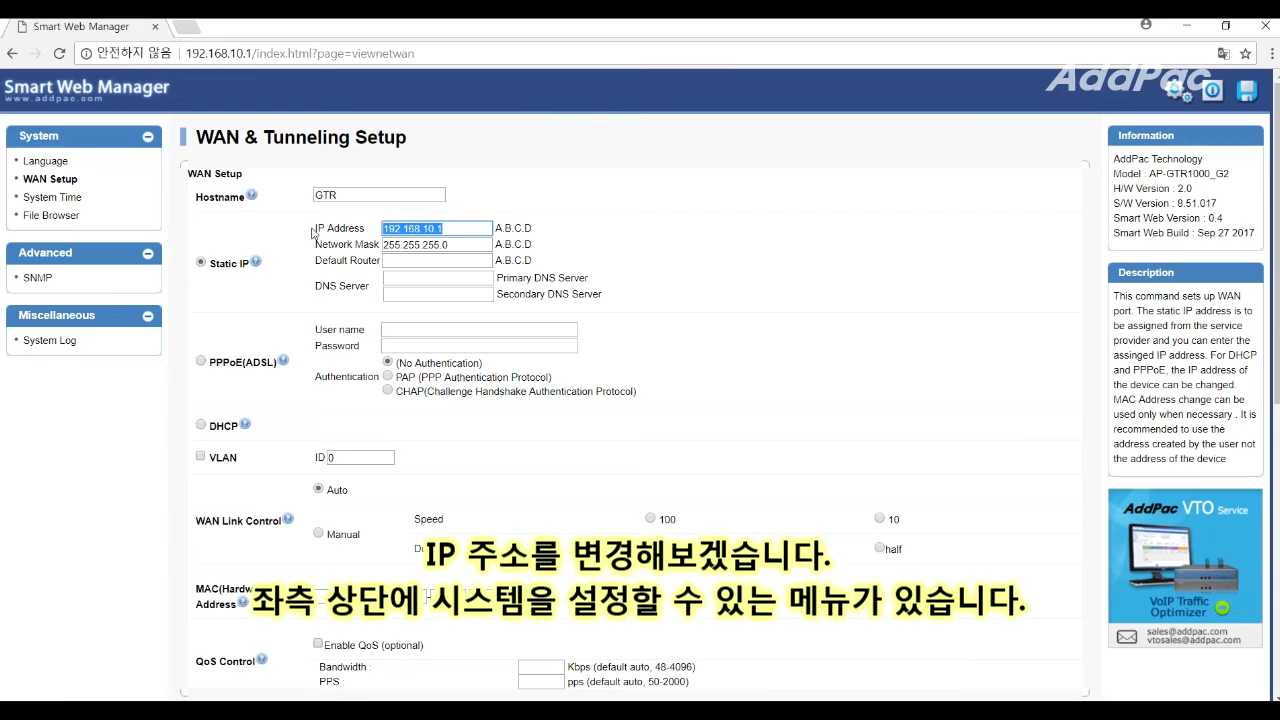 Smart Web Manager
안전하지 않음
192.168.10.1/index.html?page=viewnetwan
Smart Web Manager
www.addpac.com
AddPac
System
Language
WAN Setup
System Time
File Browser
Advanced
SNMP
Miscellaneous
System Log
WAN & Tunneling Setup
WAN Setup
Hostname
GTR
Static IP
IP Address 192.168.10.1 A.B.C.D
Network Mask 255.255.255.0 A.B.C.D
Default Router A.B.C.D
DNS Server
Primary DNS Server
Secondary DNS Server
PPPoE(ADSL)
User name
Password
Authentication
(No Authentication)
PAP (PPP Authentication Protocol)
CHAP(Challenge Handshake Authentication Protocol)
DHCP
VLAN
ID 0
WAN Link Control
Auto
Manual
Speed 100 10
half
MAC(Hardw
Address
QoS Control
Enable QoS (optional)
Bandwidth : Kbps (default auto, 48-4096)
PPS : pps (default auto, 50-2000)
IP 주소를 변경해보겠습니다.
좌측 상단에 시스템을 설정할 수 있는 메뉴가 있습니다.
Information
AddPac Technology
Model : AP-GTR1000_G2
H/W Version : 2.0
S/W Version : 8.51.017
Smart Web Version : 0.4
Smart Web Build : Sep 27 2017
Description
This command sets up WAN
port. The static IP address is to
be assigned from the service
provider and you can enter the
assinged IP address. For DHCP
and PPPoE, the IP address of
the device can be changed.
MAC Address change can be
used only when necessary . It is
recommended to use the
address created by the user not
the address of the device
AddPac VTO Service
VoIP Traffic
Optimizer
sales@addpac.com
vtosales@addpac.com